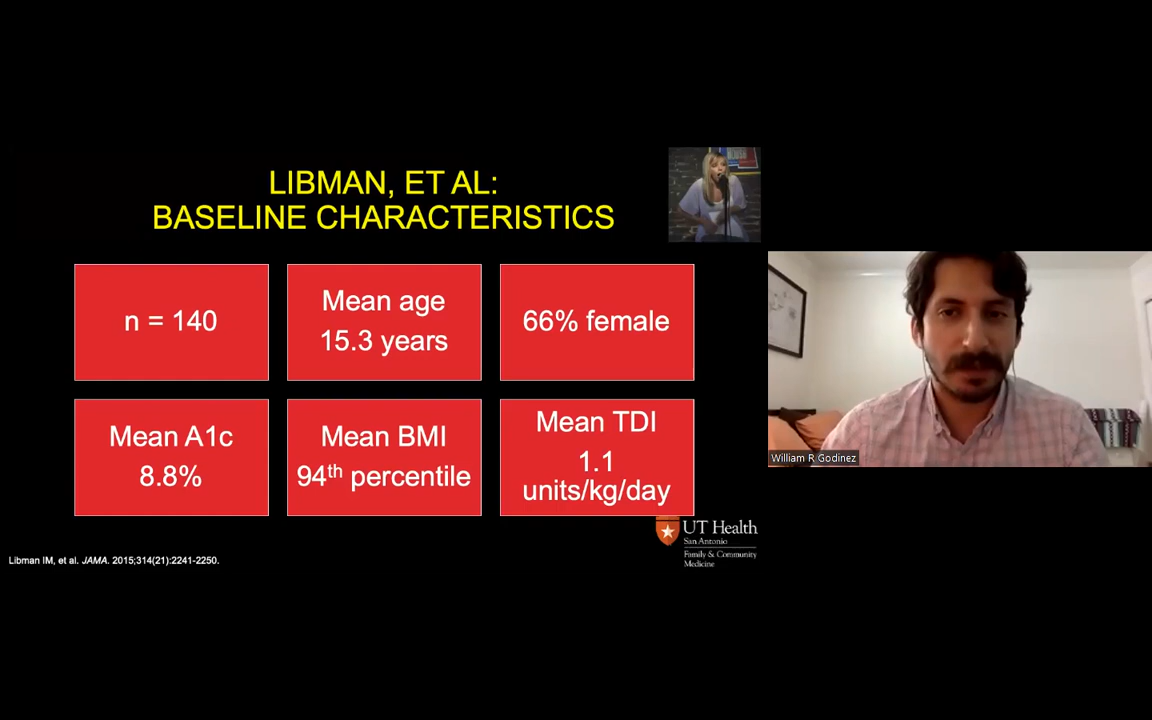 LIBMAN, ET AL:
BASELINE CHARACTERISTICS
n = 140
Mean age
15.3 years
66% female
Mean A1c
8.8%
Mean BMI
94th percentile
Mean TDI
1.1
units/kg/day
UT Health
San Antonio
Family & Community
Medicine
Libman IM, et al. JAMA. 2015;314(21):2241-2250.
William R Godinez